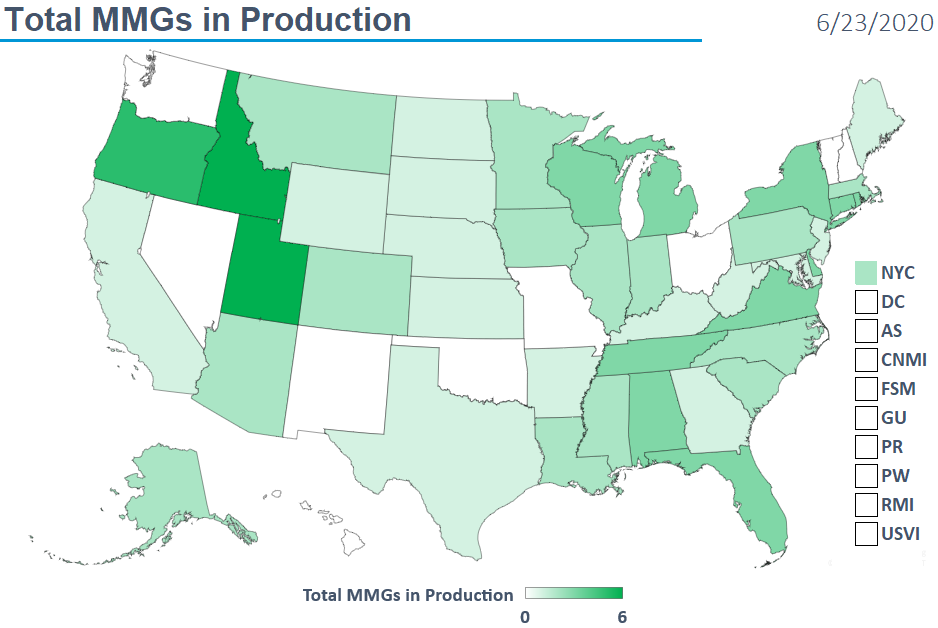 Total MMGs in Production
6/23/2020
NYC
DC
AS
CNMI
FSM
GU
PR
PW
RMI
USVI
Total MMGs in Production
0 6